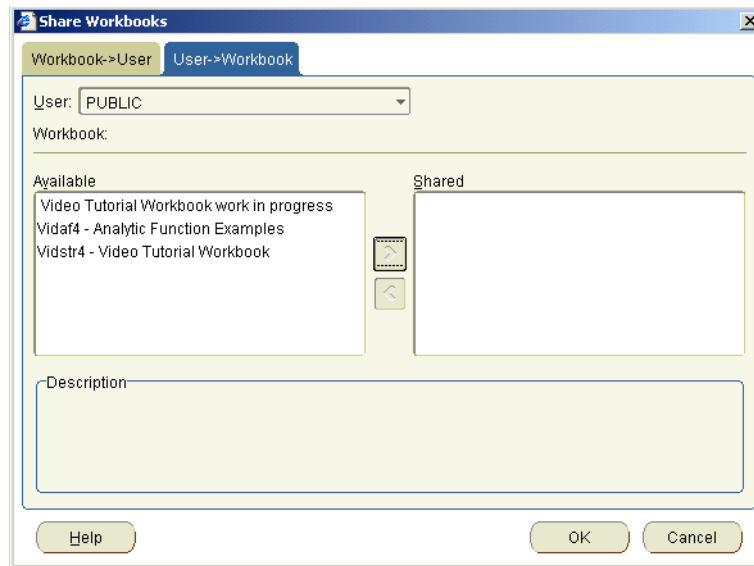 Share Workbooks
Workbook->User
User->Workbook
User: PUBLIC
Workbook:
Available
Shared
Video Tutorial Workbook work in progress
Vidaf4 - Analytic Function Examples
Vidstr4 - Video Tutorial Workbook
Description
Help
OK
Cancel